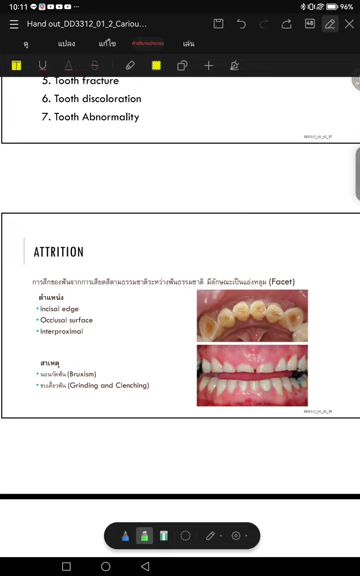 10:11
96%
Hand out_DD3312_01_2_Cariou...
48
ดู
แปลง
แก้ไข
เล่น
T
U
A
S
5. Tooth fracture
6. Tooth discoloration
7. Tooth Abnormality
ATTRITION
การสึกของฟันจากการเสียดสีตามธรรมชาติระหว่างฟันธรรมชาติ มีลักษณะเป็นแอ่งหลุม (Facet)
ตำแหน่ง
• Incisal edge
• Occlusal surface
• Interproximal
สาเหตุ
• นอนกัดฟัน (Bruxism)
• ขบเคี้ยวฟัน (Grinding and Clenching)